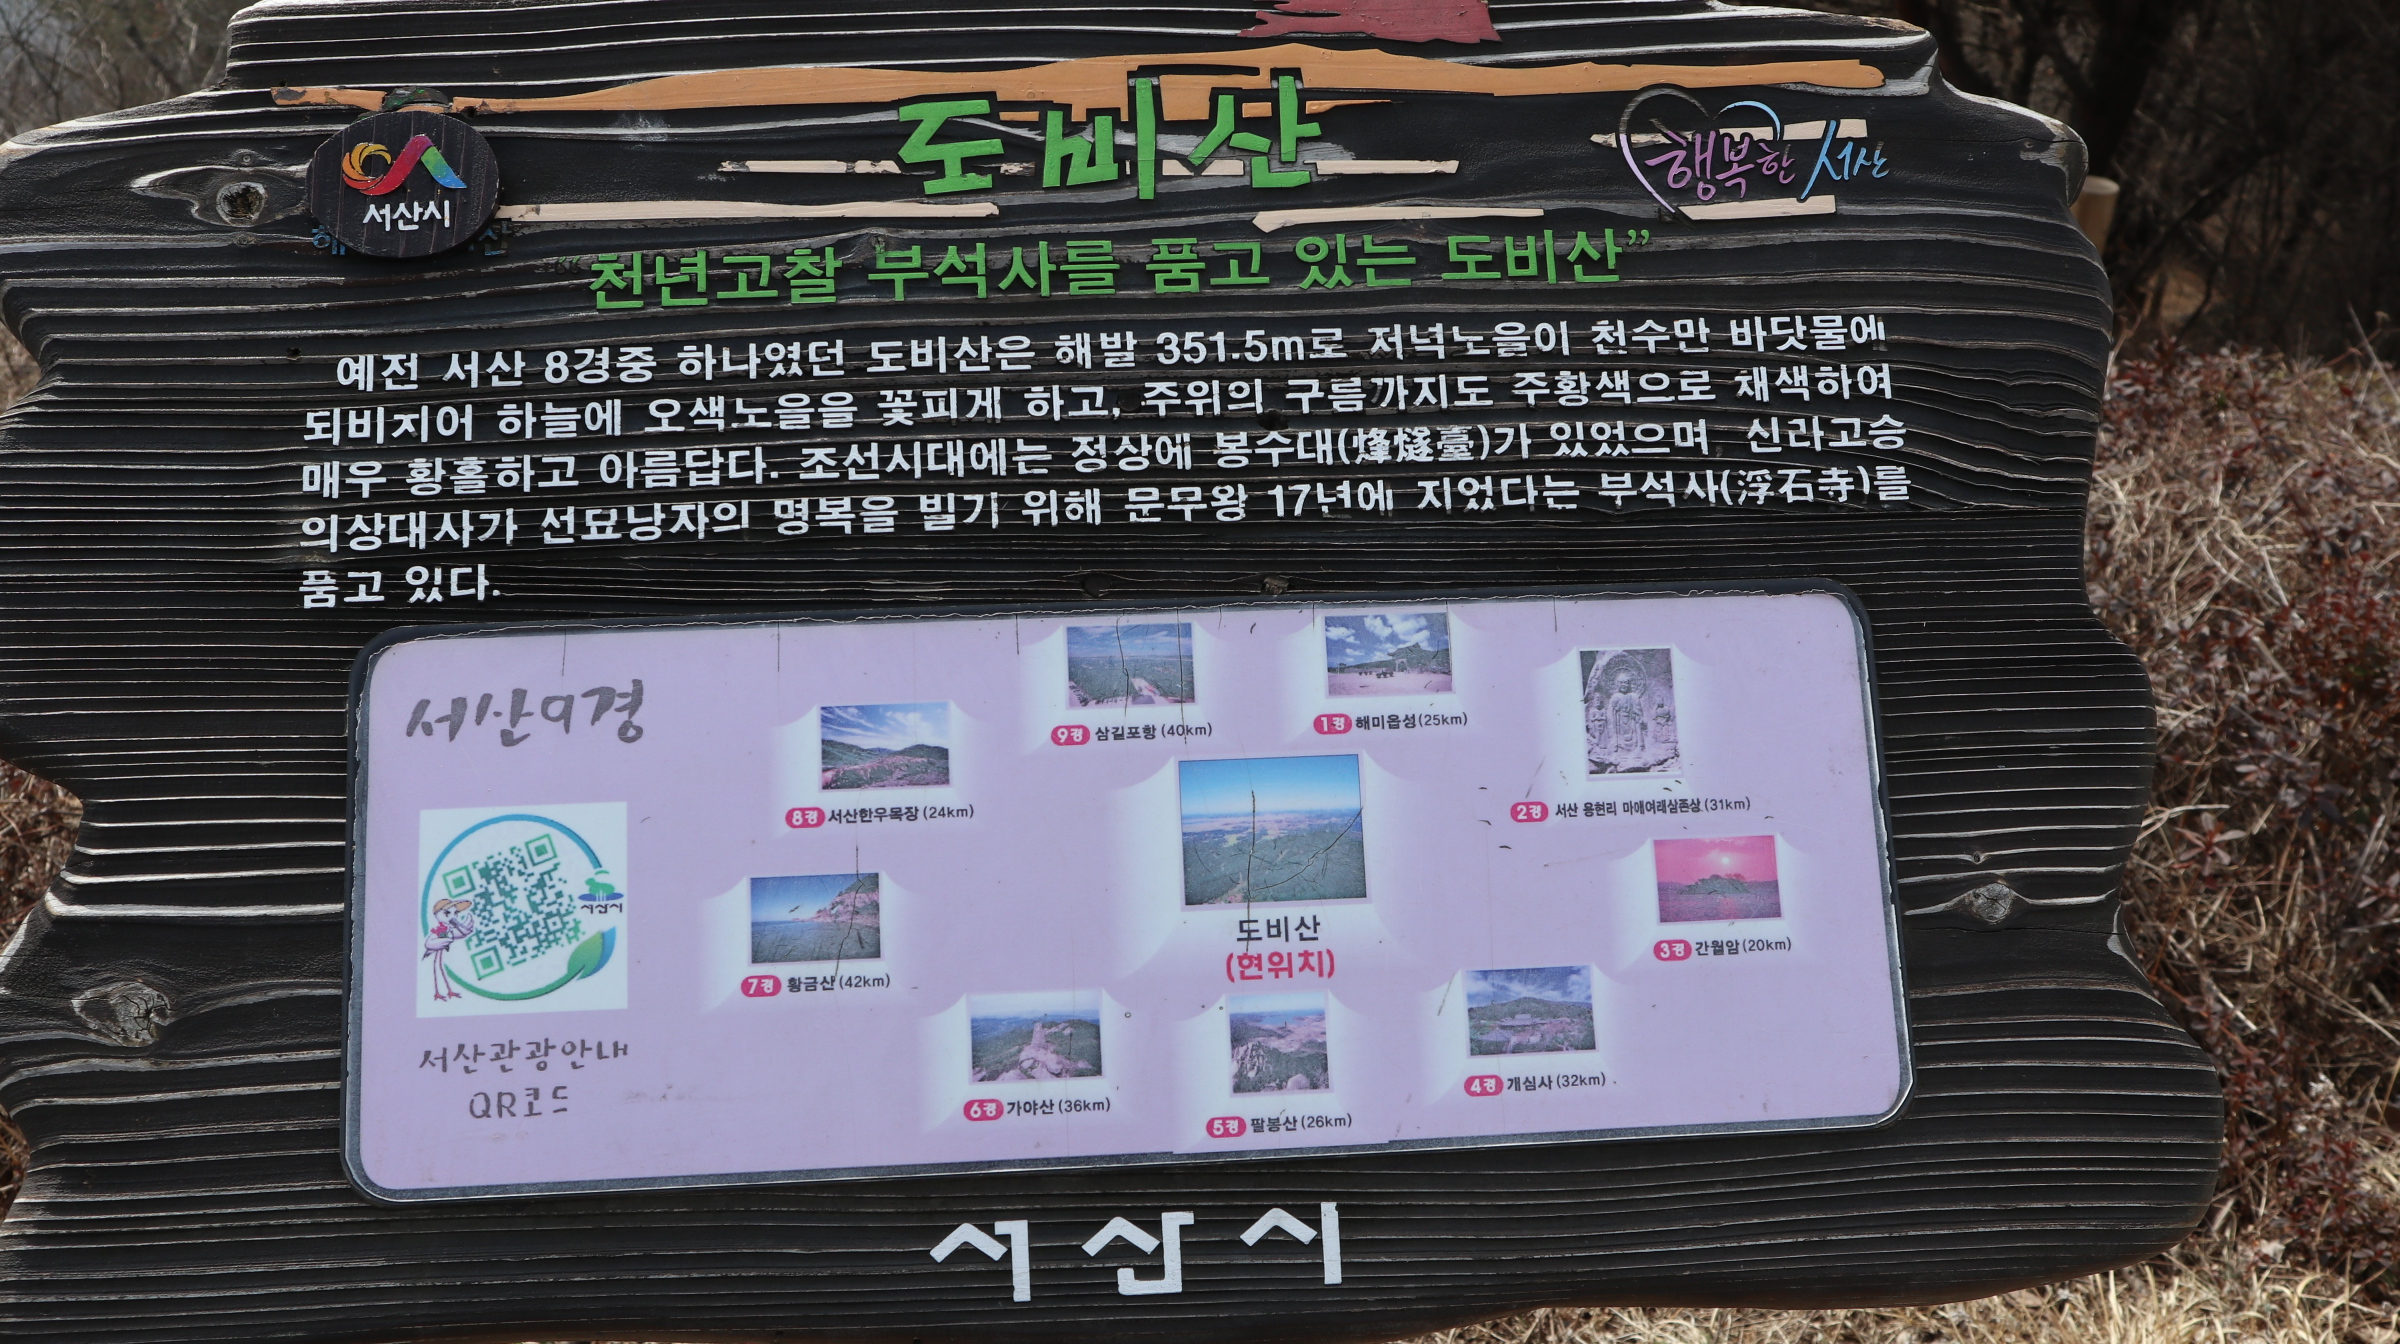 도비산
서산시
행복한 서산
“천년고찰 부석사를 품고 있는 도비산”
예전 서산 8경중 하나였던 도비산은 해발 351.5m로 저녁노을이 천수만 바닷물에
되비지어 하늘에 오색노을을 꽃피게 하고, 주위의 구름까지도 주황색으로 채색하여
매우 황홀하고 아름답다. 조선시대에는 정상에 봉수대(烽燧臺)가 있었으며 신라고승
의상대사가 선묘낭자의 명복을 빌기 위해 문무왕 17년에 지었다는 부석사(浮石寺)를
품고 있다.
서산9경
9경 삼길포항(40km)
1경 해미읍성(25km)
8경 서산한우목장(24km)
2경 서산 용현리 마애여래삼존상(31km)
도비산
(현위치)
3경 간월암(20km)
7경 황금산(42km)
6경 가야산(36km)
5경 팔봉산(26km)
4경 개심사(32km)
서산시
서산관광안내
QR코드
서산시